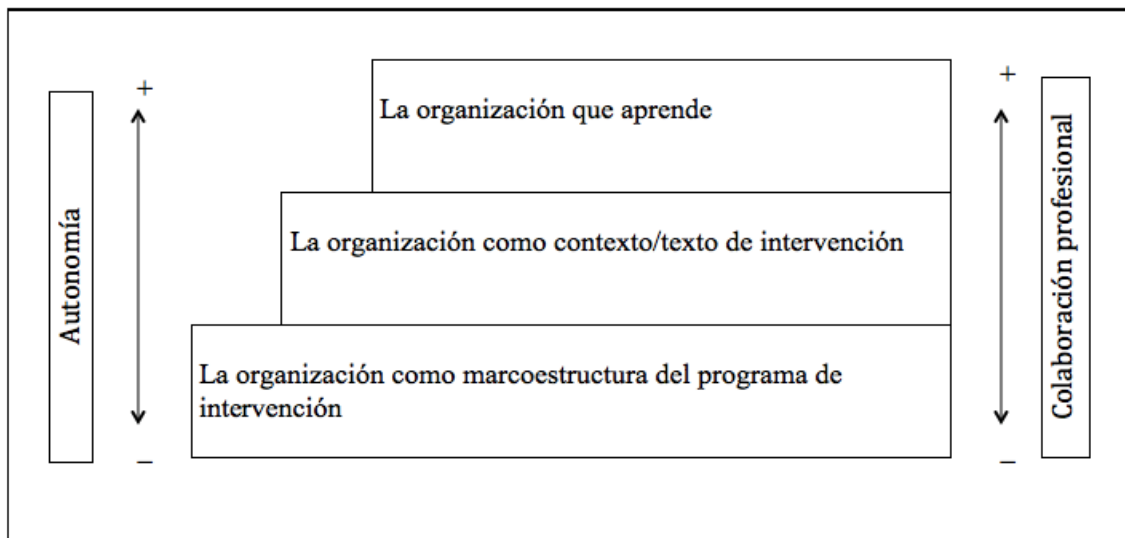 +
+
La organización que aprende
Autonomía
La organización como contexto/texto de intervención
Colaboración profesional
La organización como marcoestructura del programa de
intervención
–
–